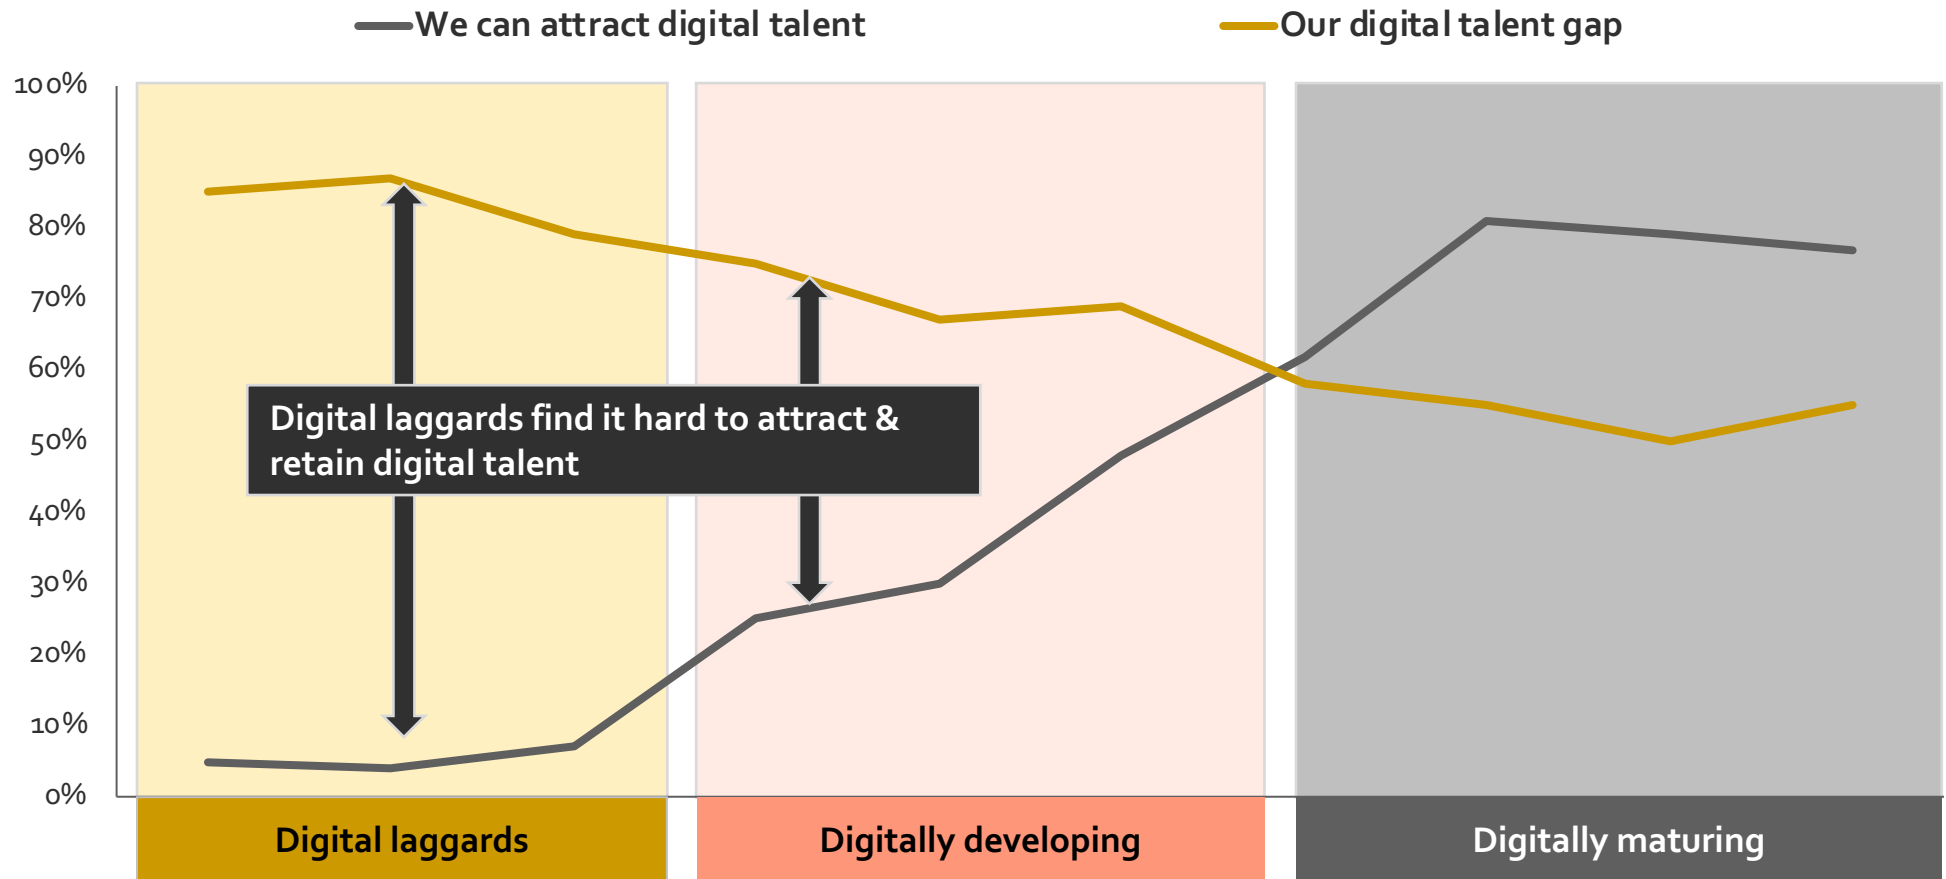 We can attract digital talent
Our digital talent gap
100%
90%
80%
70%
60%
50%
40%
30%
20%
10%
0%
Digital laggards find it hard to attract &
retain digital talent
Digital laggards
Digitally developing
Digitally maturing